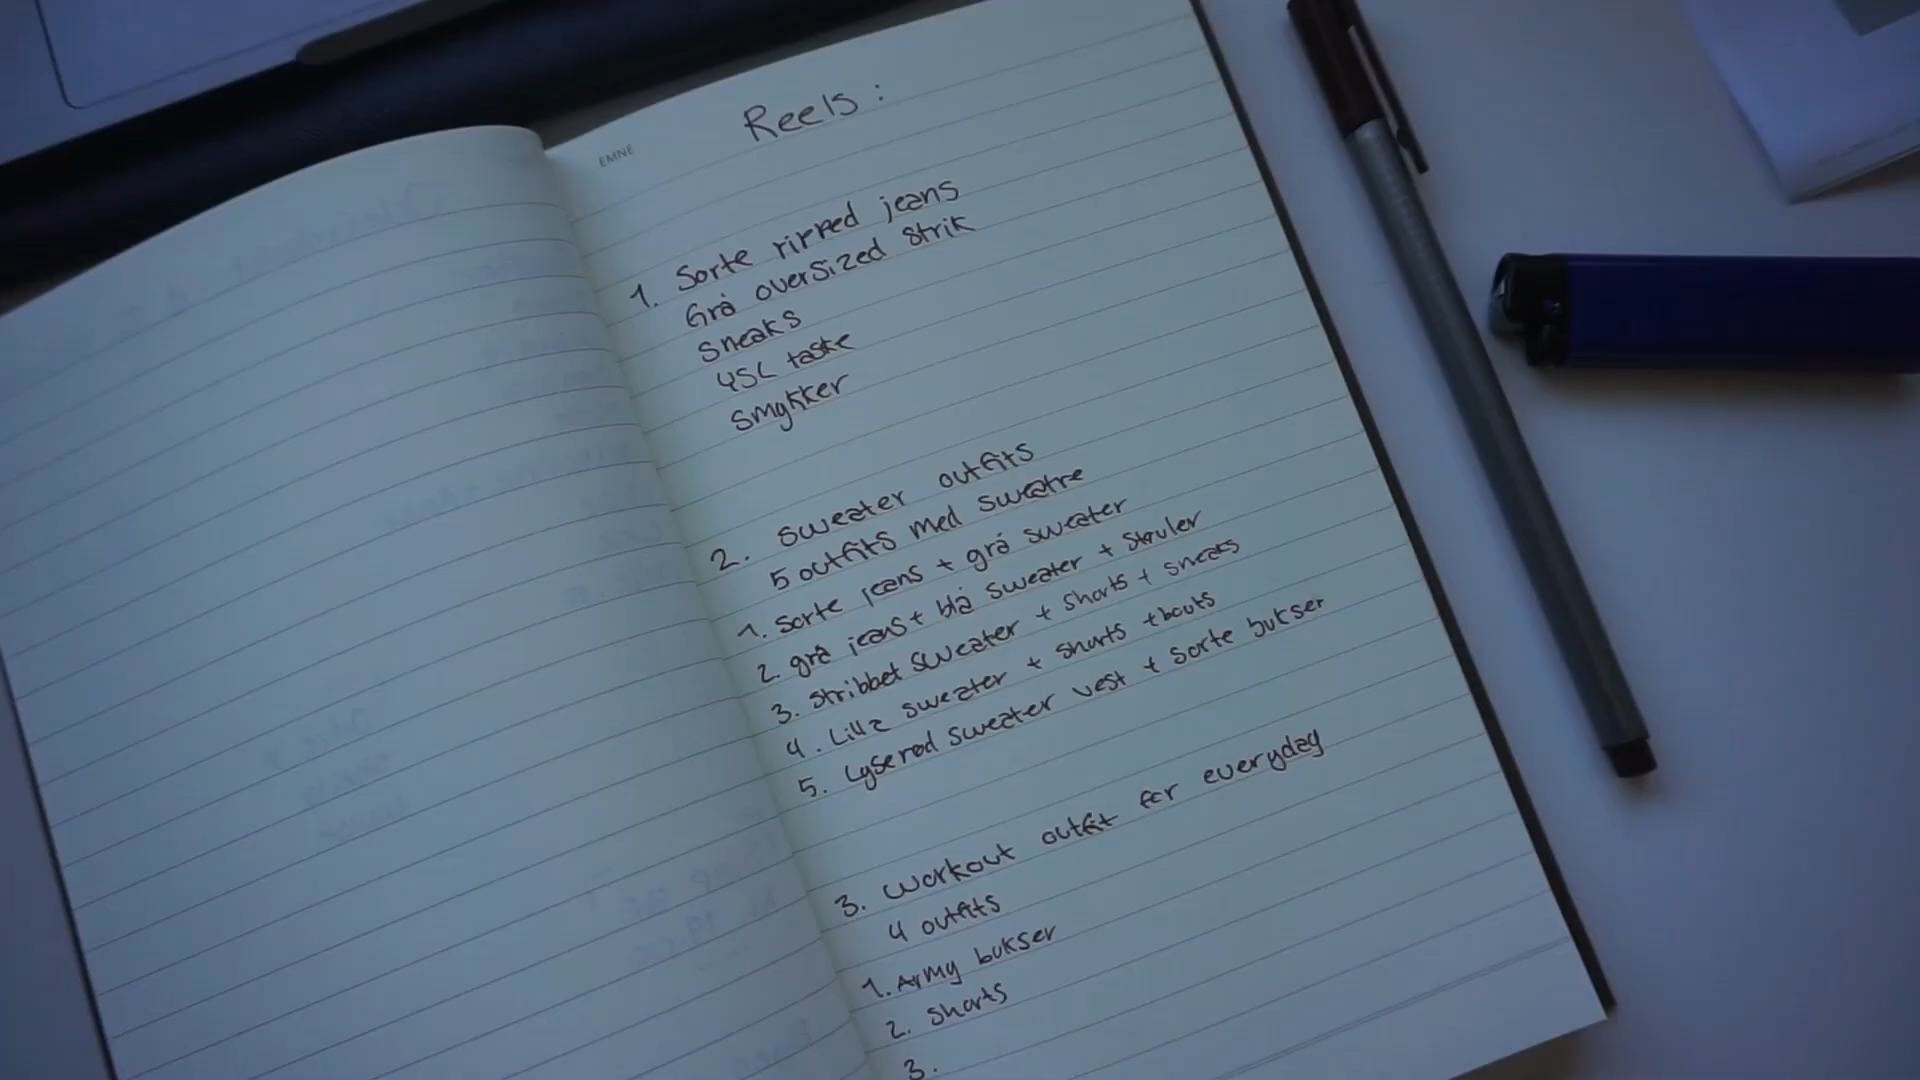 EMNE
Reels:
1. Sorte ripped jeans
Grå oversized strik
Sneaks
YSL taske
Smykker
2. sweater outfits
5 outfits med sweatre
1. Sorte jeans + grå sweater
2. grå jeans + blå sweater + støvler
3. Stribbet sweater + shorts + sneaks
4. Lilla sweater + shorts + boots
5. Lyserød sweater vest + sorte bukser
3. Workout outfit for everyday
4 outfits
1. Army bukser
2. shorts
3.